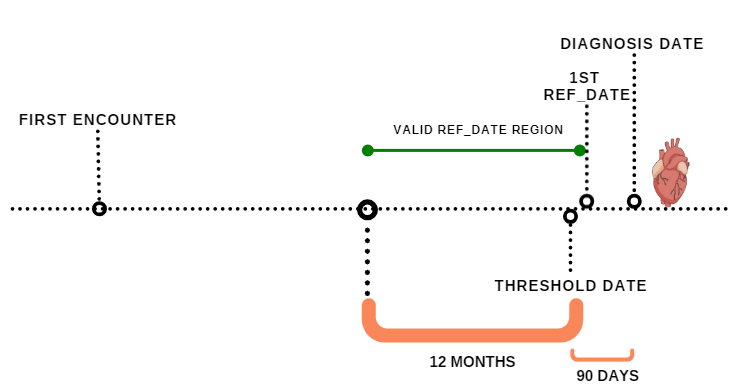 DIAGNOSIS DATE
1ST
REF_DATE
FIRST ENCOUNTER
VALID REF_DATE REGION
THRESHOLD DATE
12 MONTHS
90 DAYS